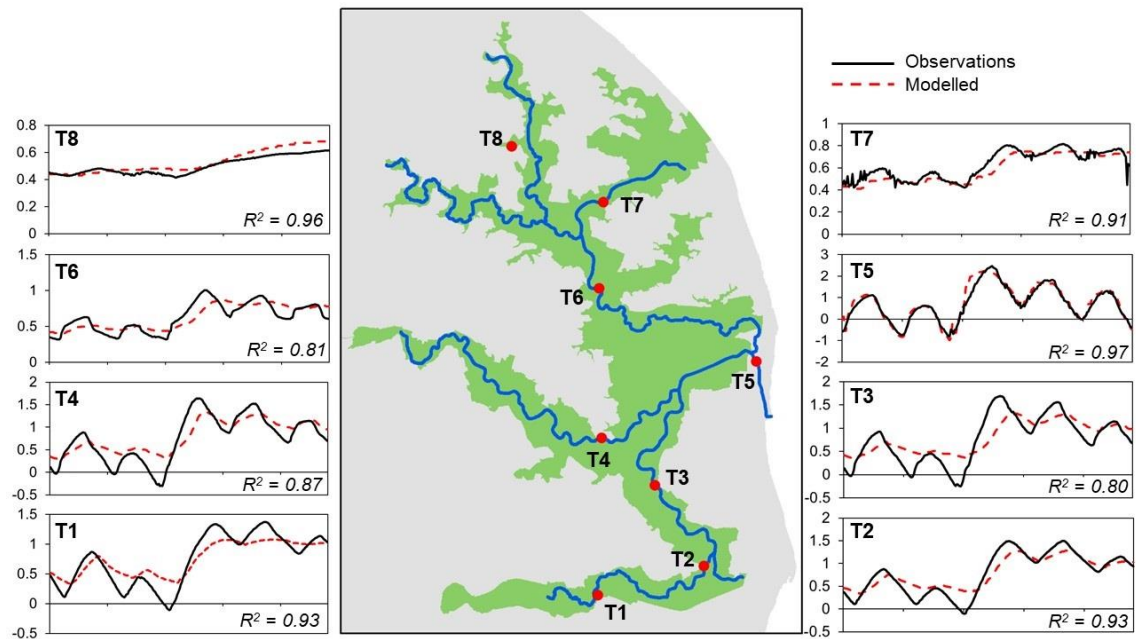 Observations
Modelled
T8
0.8
0.6
0.4
0.2
0
R² = 0.96
T6
1.5
1
0.5
0
R² = 0.81
T4
2
1.5
1
0.5
0
-0.5
R² = 0.87
T1
1.5
1
0.5
0
-0.5
R² = 0.93
T8
T7
T6
T5
T4
T3
T2
T1
T7
1
0.8
0.6
0.4
0.2
0
R² = 0.91
T5
3
2
1
0
-1
-2
R² = 0.97
T3
2
1.5
1
0.5
0
-0.5
R² = 0.80
T2
2
1.5
1
0.5
0
-0.5
R² = 0.93